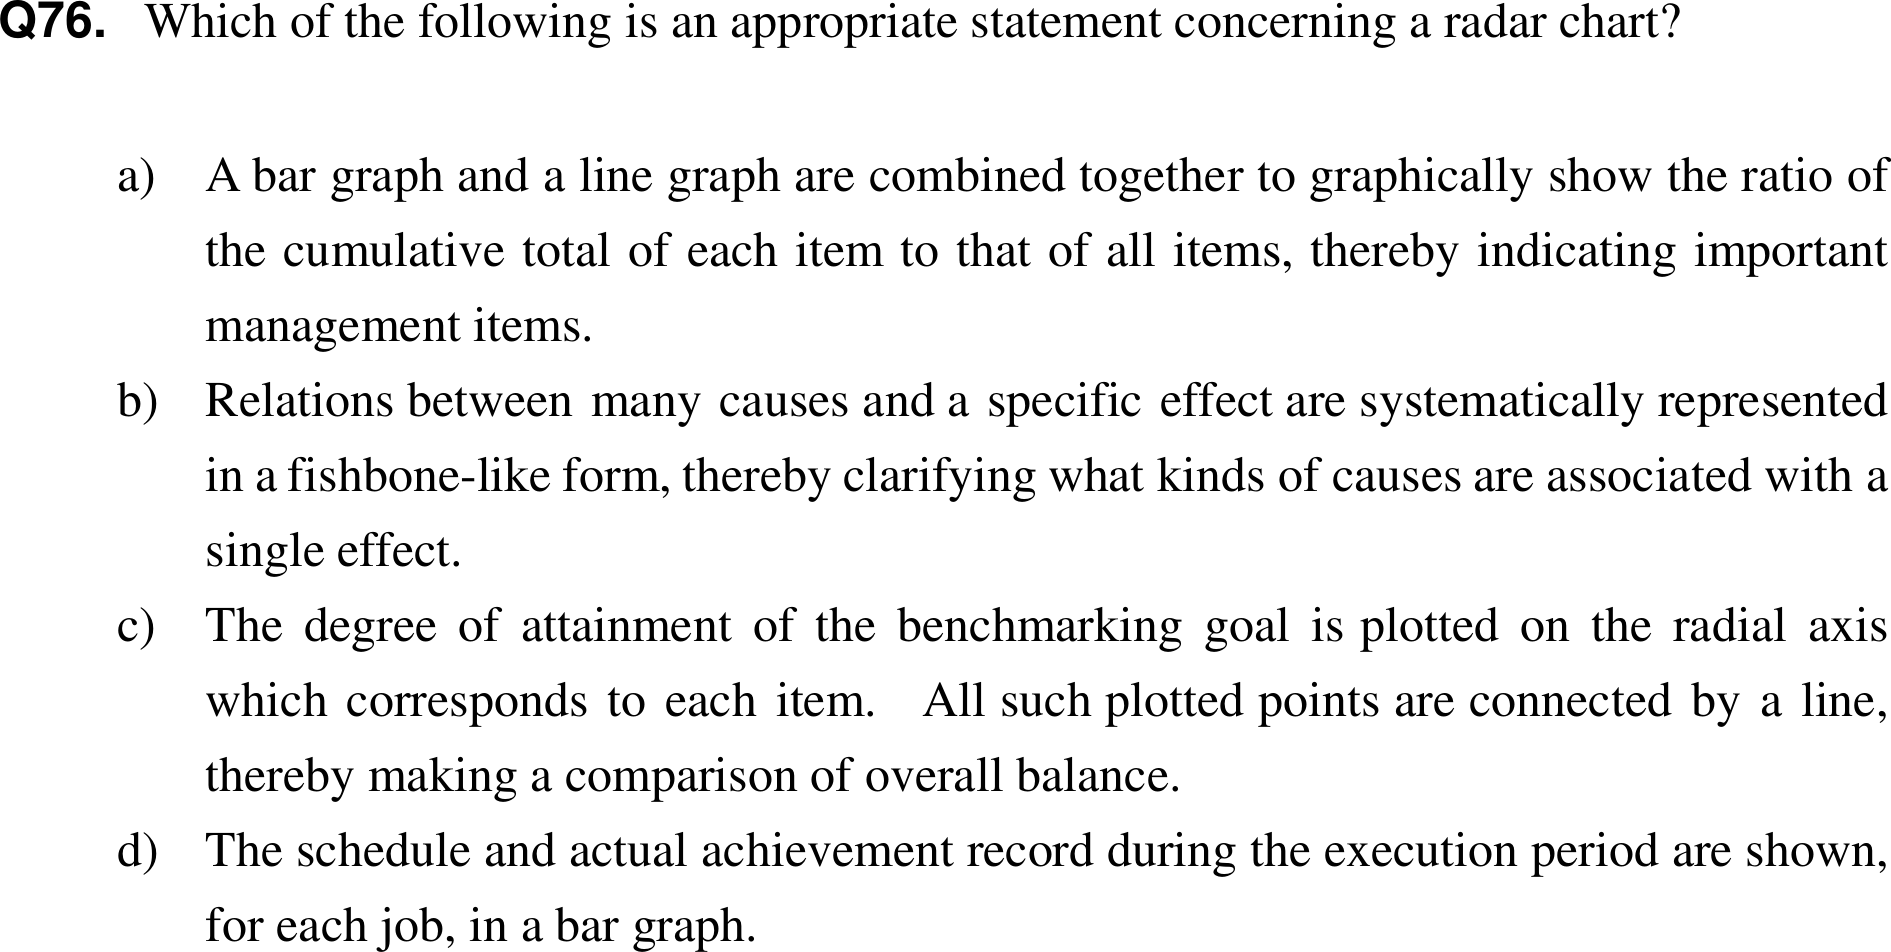 Q76. Which of the following is an appropriate statement concerning a radar chart?
a) A bar graph and a line graph are combined together to graphically show the ratio of
the cumulative total of each item to that of all items, thereby indicating important
management items.
b) Relations between many causes and a specific effect are systematically represented
in a fishbone-like form, thereby clarifying what kinds of causes are associated with a
single effect.
c) The degree of attainment of the benchmarking goal is plotted on the radial axis
which corresponds to each item. All such plotted points are connected by a line,
thereby making a comparison of overall balance.
d) The schedule and actual achievement record during the execution period are shown,
for each job, in a bar graph.